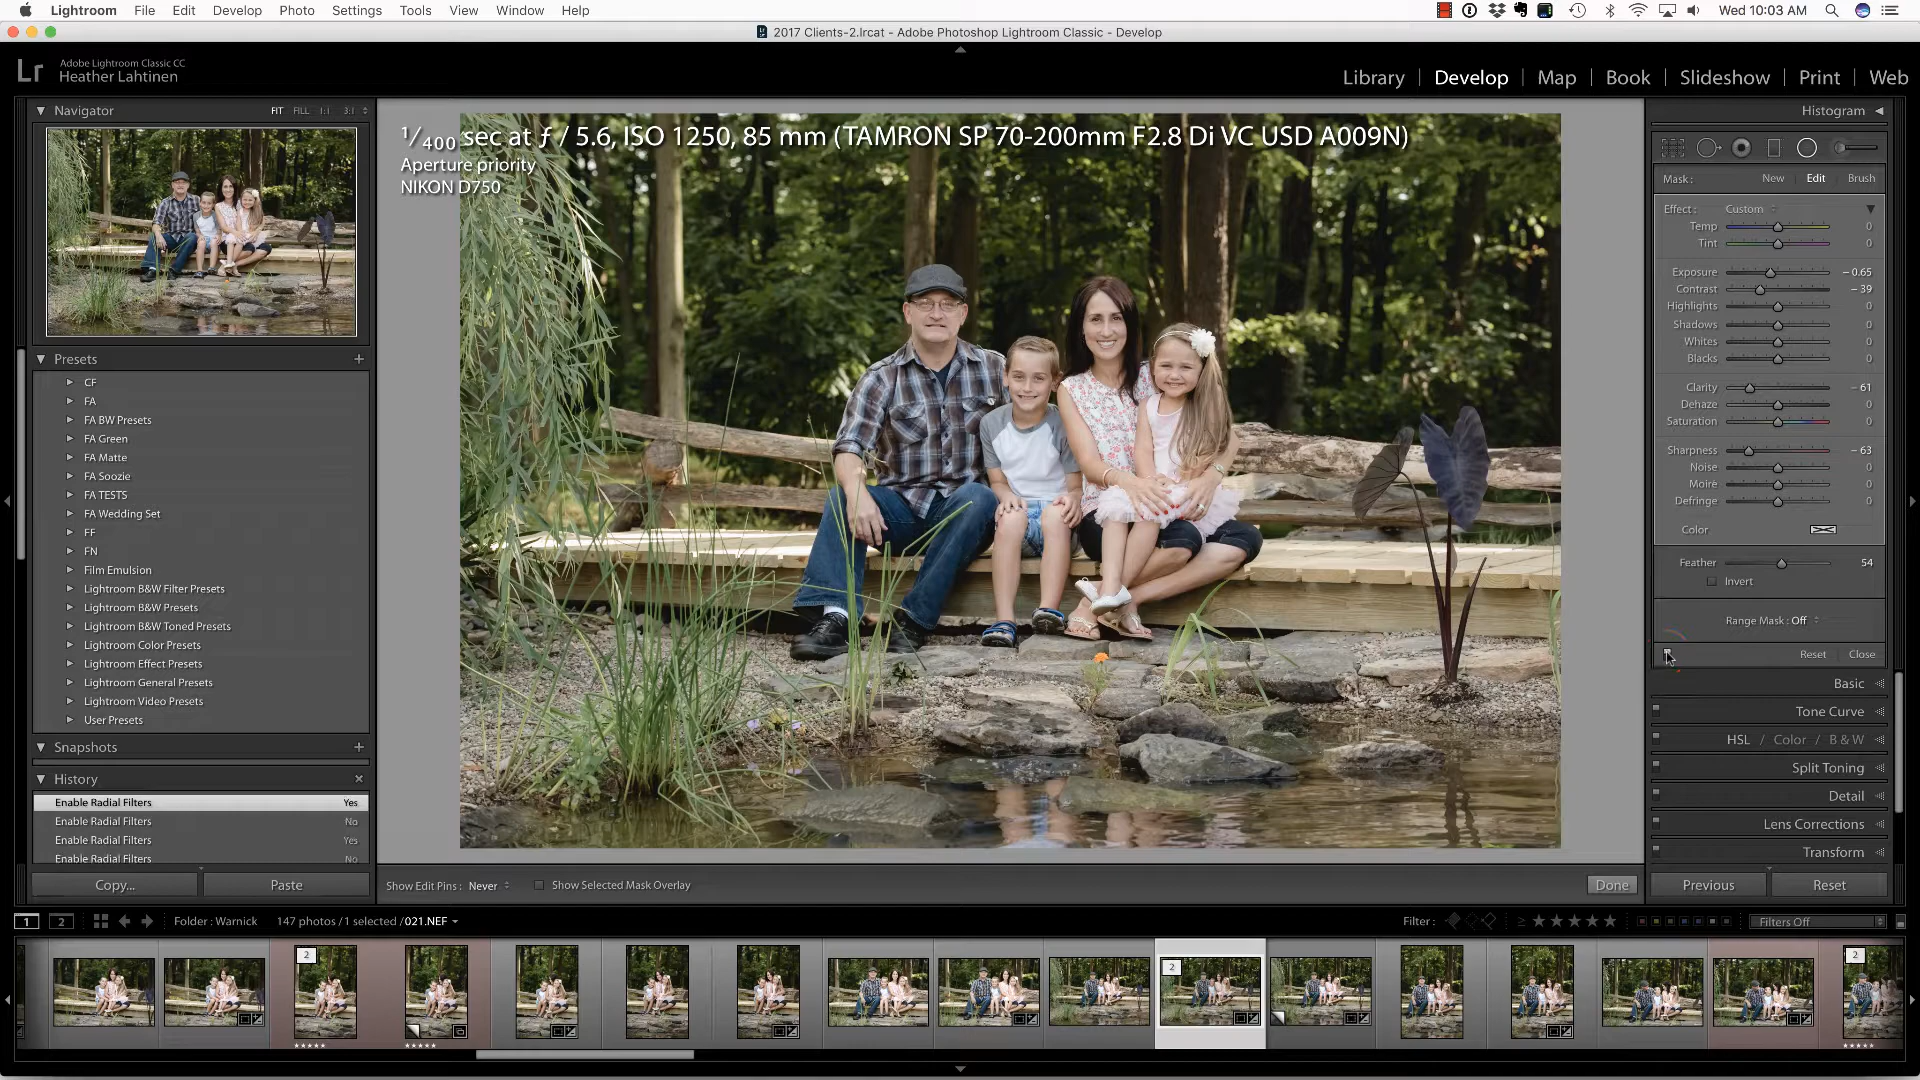 Lightroom File Edit Develop Photo Settings Tools View Window Help Wed 10:03 AM
2017 Clients-2.lrcat - Adobe Photoshop Lightroom Classic - Develop
Lr Adobe Lightroom Classic CC
Heather Lahtinen
Library | Develop | Map | Book | Slideshow | Print | Web
Navigator FIT FILL 1:1 3:1
Histogram
1/400 sec at ƒ / 5.6, ISO 1250, 85 mm (TAMRON SP 70-200mm F2.8 Di VC USD A009N)
Aperture priority
NIKON D750
Mask : New Edit Brush
Effect : Custom
Temp 0
Tint 0
Exposure – 0.65
Contrast – 39
Highlights 0
Shadows 0
Whites 0
Blacks 0
Clarity – 61
Dehaze 0
Saturation 0
Sharpness – 63
Noise 0
Moiré 0
Defringe 0
Color
Feather 54
Invert
Range Mask : Off
Reset Close
Basic
Tone Curve
HSL / Color / B & W
Split Toning
Detail
Lens Corrections
Transform
Previous Reset
Presets +
CF
FA
FA BW Presets
FA Green
FA Matte
FA Soozie
FA TESTS
FA Wedding Set
FF
FN
Film Emulsion
Lightroom B&W Filter Presets
Lightroom B&W Presets
Lightroom B&W Toned Presets
Lightroom Color Presets
Lightroom Effect Presets
Lightroom General Presets
Lightroom Video Presets
User Presets
Snapshots +
History ×
Enable Radial Filters Yes
Enable Radial Filters No
Enable Radial Filters Yes
Enable Radial Filters No
Copy... Paste
Show Edit Pins : Never Show Selected Mask Overlay Done
1 2 Folder : Warnick 147 photos / 1 selected / 021.NEF Filter : ≥ ★★★★★ Filters Off
2 2 2